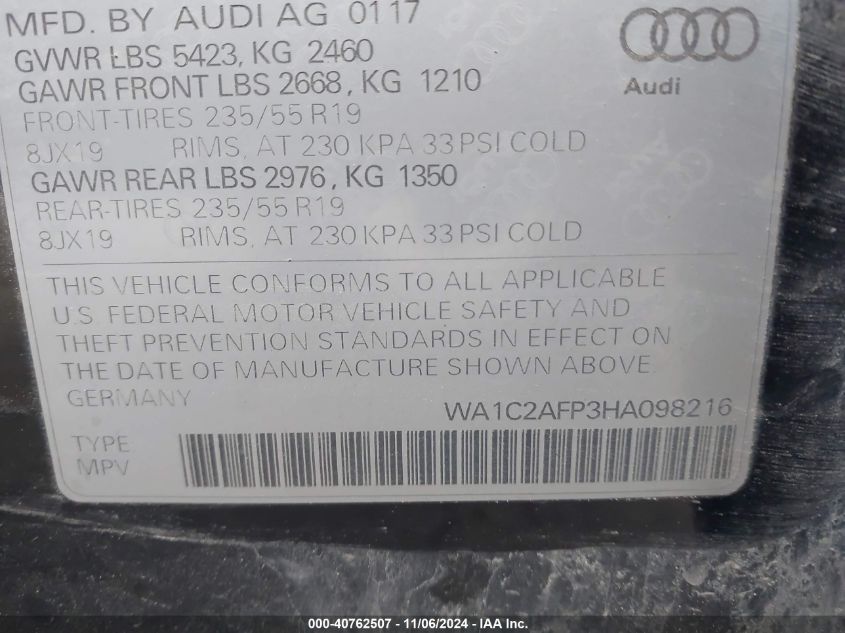 MFD. BY AUDI AG 01 17
GVWR LBS 5423, KG 2460
GAWR FRONT LBS 2668, KG 1210
Audi
FRONT-TIRES 235/55 R19
8JX19 RIMS, AT 230 KPA 33 PSI COLD
GAWR REAR LBS 2976, KG 1350
REAR-TIRES 235/55 R19
8JX19 RIMS, AT 230 KPA 33 PSI COLD
THIS VEHICLE CONFORMS TO ALL APPLICABLE
U.S. FEDERAL MOTOR VEHICLE SAFETY AND
THEFT PREVENTION STANDARDS IN EFFECT ON
THE DATE OF MANUFACTURE SHOWN ABOVE.
GERMANY
WA1C2AFP3HA098216
TYPE
MPV
000-40762507 - 11/06/2024 - IAA Inc.